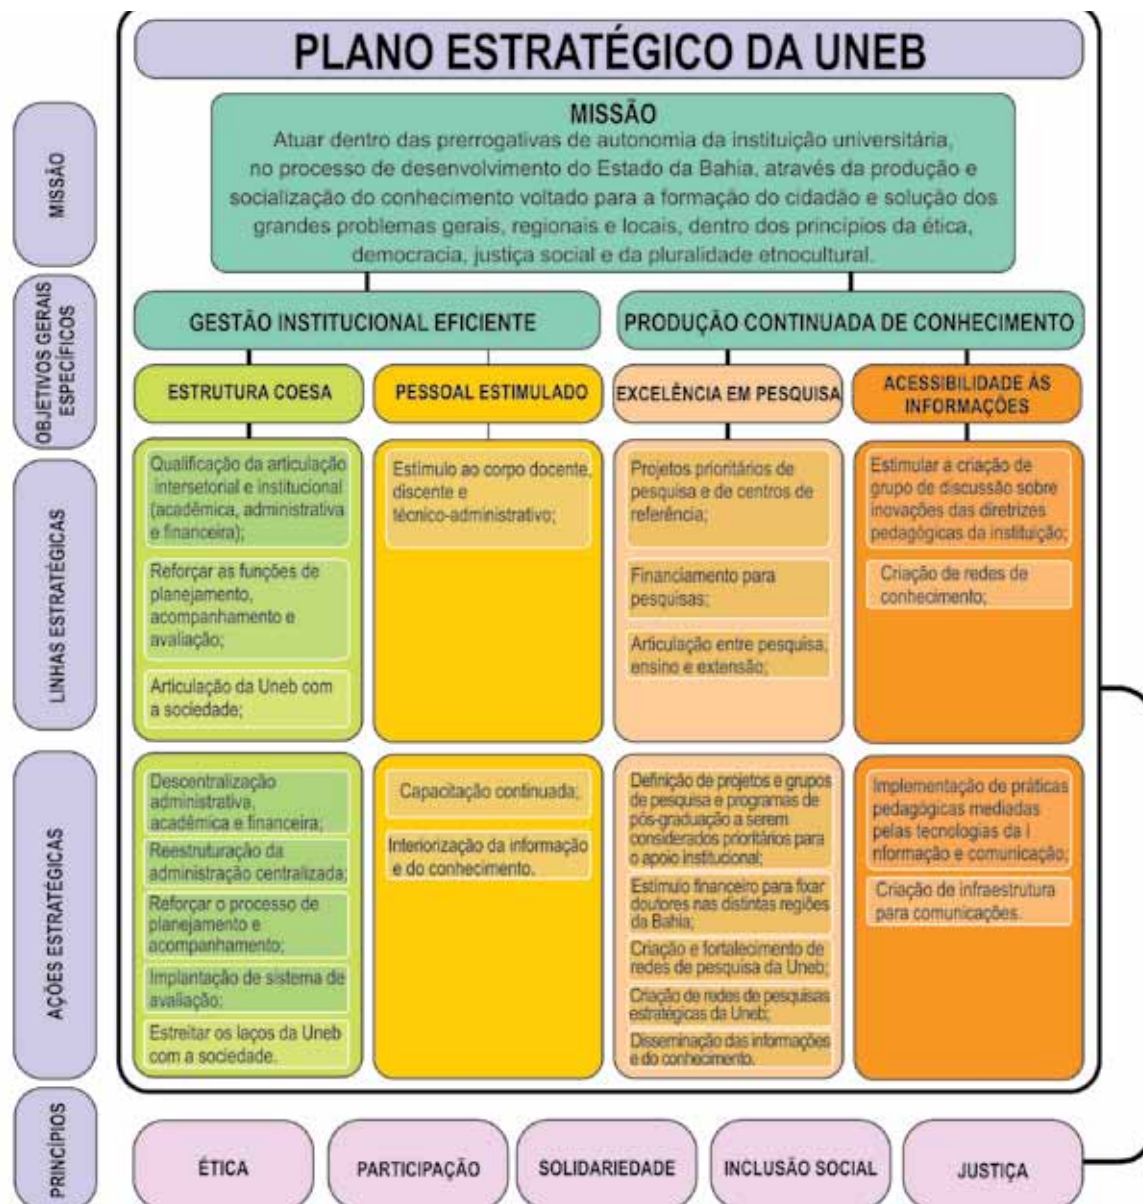 PLANO ESTRATÉGICO DA UNEB
MISSÃO
MISSÃO
Atuar dentro das prerrogativas de autonomia da instituição universitária,
no processo de desenvolvimento do Estado da Bahia, através da produção e
socialização do conhecimento voltado para a formação do cidadão e solução dos
grandes problemas gerais, regionais e locais, dentro dos princípios da ética,
democracia, justiça social e da pluralidade etnocultural.
OBJETIVOS GERAIS
ESPECÍFICOS
GESTÃO INSTITUCIONAL EFICIENTE
PRODUÇÃO CONTINUADA DE CONHECIMENTO
ESTRUTURA COESA
PESSOAL ESTIMULADO
EXCELÊNCIA EM PESQUISA
ACESSIBILIDADE ÀS
INFORMAÇÕES
LINHAS ESTRATÉGICAS
Qualificação da articulação
intersetorial e institucional
(acadêmica, administrativa
e financeira);
Reforçar as funções de
planejamento,
acompanhamento e
avaliação;
Articulação da Uneb com
a sociedade;
Estímulo ao corpo docente,
discente e
técnico-administrativo;
Projetos prioritários de
pesquisa e de centros de
referência;
Financiamento para
pesquisas;
Articulação entre pesquisa,
ensino e extensão;
Estimular a criação de
grupo de discussão sobre
inovações das diretrizes
pedagógicas da instituição;
Criação de redes de
conhecimento;
AÇÕES ESTRATÉGICAS
Descentralização
administrativa,
acadêmica e financeira;
Reestruturação da
administração centralizada;
Reforçar o processo de
planejamento e
acompanhamento;
Implantação de sistema de
avaliação;
Estreitar os laços da Uneb
com a sociedade.
Capacitação continuada;
Interiorização da informação
e do conhecimento.
Definição de projetos e grupos
de pesquisa e programas de
pós-graduação a serem
considerados prioritários para
o apoio institucional;
Estímulo financeiro para fixar
doutores nas distintas regiões
da Bahia;
Criação e fortalecimento de
redes de pesquisa da Uneb;
Criação de redes de pesquisas
estratégicas da Uneb;
Disseminação das informações
e do conhecimento.
Implementação de práticas
pedagógicas mediadas
pelas tecnologias da i
nformação e comunicação;
Criação de infraestrutura
para comunicações.
PRINCÍPIOS
ÉTICA
PARTICIPAÇÃO
SOLIDARIEDADE
INCLUSÃO SOCIAL
JUSTIÇA